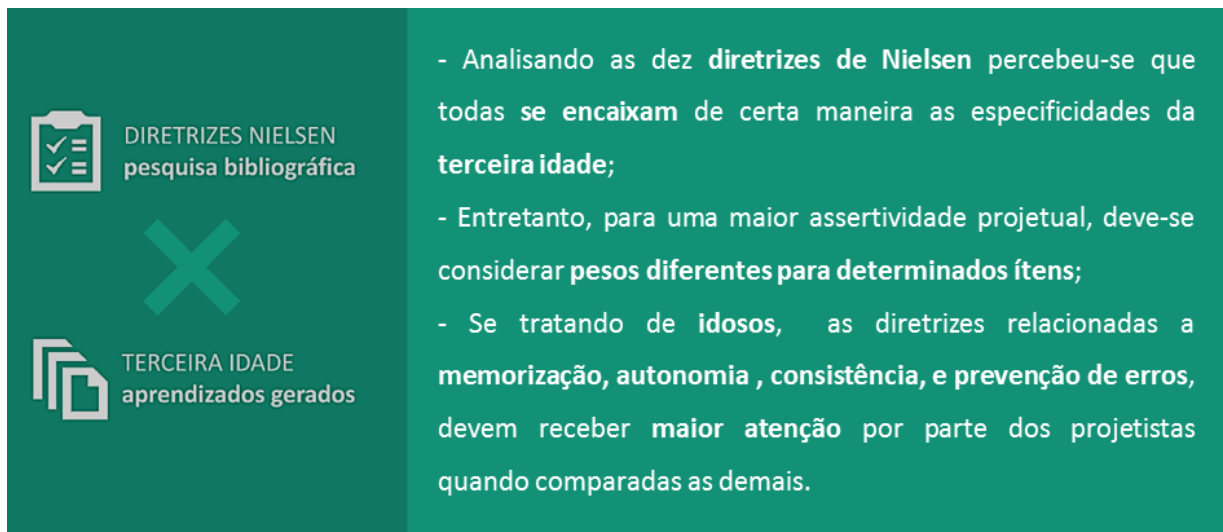 DIRETRIZES NIELSEN
pesquisa bibliográfica
TERCEIRA IDADE
aprendizados gerados
- Analisando as dez diretrizes de Nielsen percebeu-se que
todas se encaixam de certa maneira as especificidades da
terceira idade;
- Entretanto, para uma maior assertividade projetual, deve-se
considerar pesos diferentes para determinados ítens;
- Se tratando de idosos, as diretrizes relacionadas a
memorização, autonomia , consistência, e prevenção de erros,
devem receber maior atenção por parte dos projetistas
quando comparadas as demais.